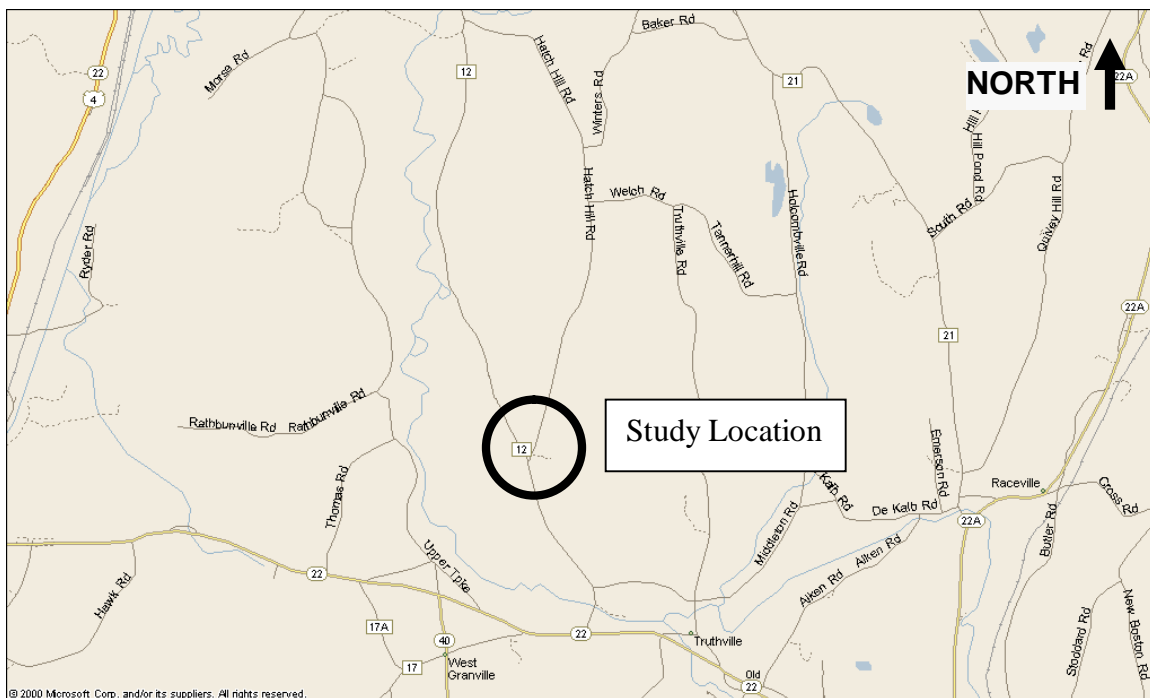 Baker Rd
22
4
Morse Rd
12
Hatch Hill Rd
Winters Rd
21
NORTH
22A
Rd
Hill
Hill Pond Rd
Hatch Hill Rd
Welch Rd
Truthville Rd
Tannerhill Rd
Holcombville Rd
South Rd
Quivey Hill Rd
Ryder Rd
22A
21
Rathbunville Rd
Rathbunville Rd
12
Study Location
Thomas Rd
Kalb Rd
De Kalb Rd
Emerson Rd
Raceville
Cross Rd
22A
Butler Rd
Middleton Rd
Aiken Rd
Aiken Rd
Upper Tpke
22
Hawk Rd
17A
40
22
Truthville
17
West
Granville
Old
22
Stoddard Rd
New Boston Rd
© 2000 Microsoft Corp. and/or its suppliers. All rights reserved.